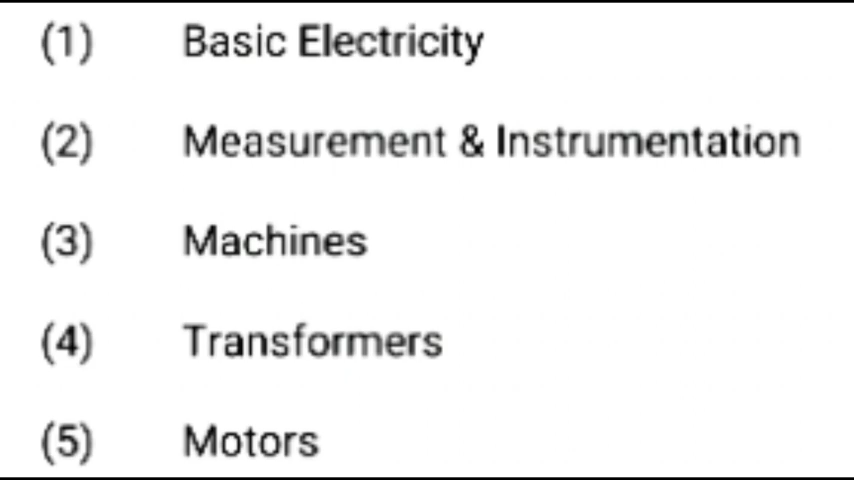 (1) Basic Electricity
(2) Measurement & Instrumentation
(3) Machines
(4) Transformers
(5) Motors